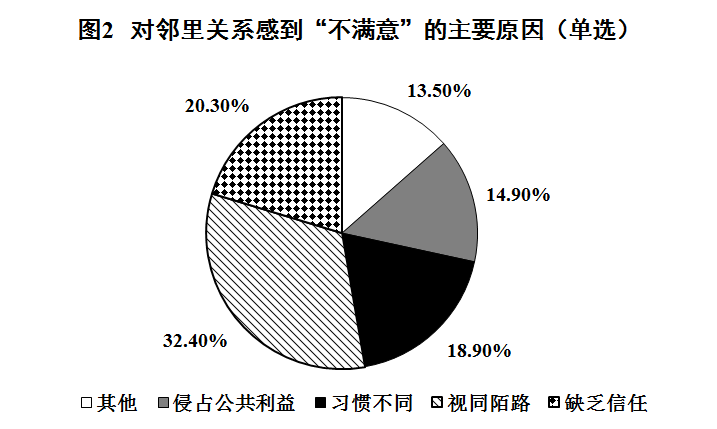 图2 对邻里关系感到“不满意”的主要原因（单选）
13.50%
20.30%
14.90%
32.40%
18.90%
其他 侵占公共利益 习惯不同 视同陌路 缺乏信任